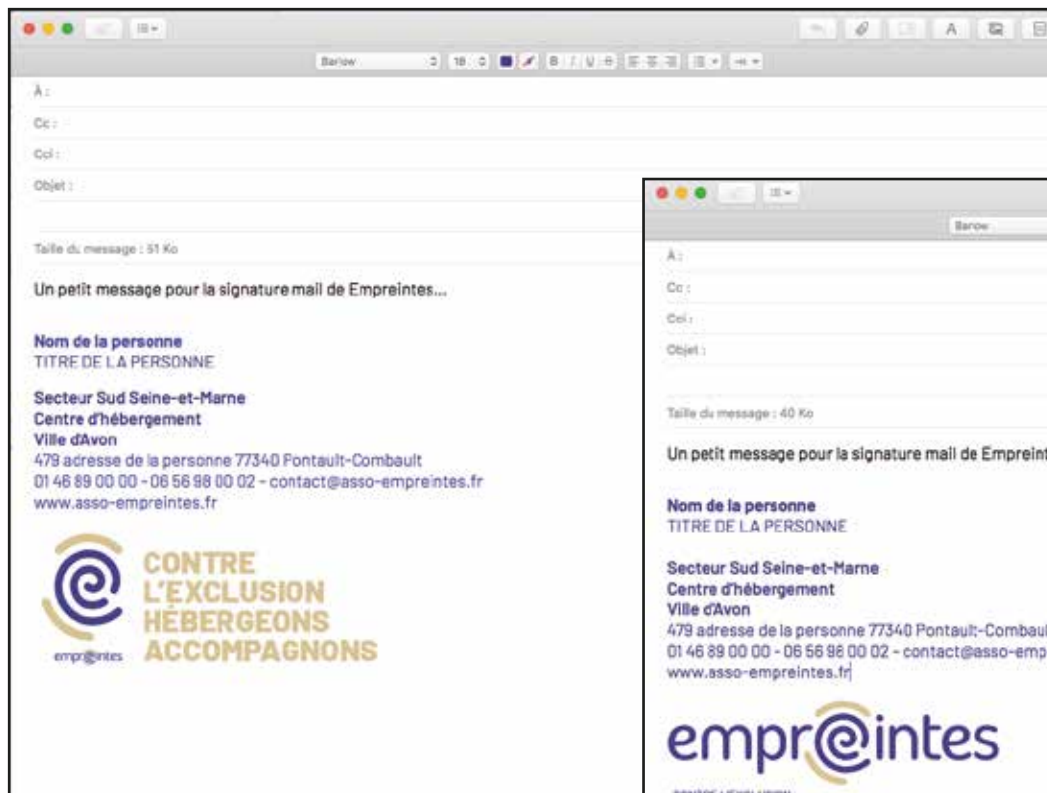 Barlow 18 B I U S
À :
Cc :
Cci :
Objet :
Taille du message : 51 Ko
Un petit message pour la signature mail de Empreintes...
Nom de la personne
TITRE DE LA PERSONNE
Secteur Sud Seine-et-Marne
Centre d'hébergement
Ville d'Avon
479 adresse de la personne 77340 Pontault-Combault
01 46 89 00 00 - 06 56 98 00 02 - contact@asso-empreintes.fr
www.asso-empreintes.fr
CONTRE
L'EXCLUSION
HÉBERGEONS
ACCOMPAGNONS
empr@intes
Barlow
À :
Cc :
Cci :
Objet :
Taille du message : 40 Ko
Un petit message pour la signature mail de Empreint
Nom de la personne
TITRE DE LA PERSONNE
Secteur Sud Seine-et-Marne
Centre d'hébergement
Ville d'Avon
479 adresse de la personne 77340 Pontault-Combaul
01 46 89 00 00 - 06 56 98 00 02 - contact@asso-emp
www.asso-empreintes.fr
empr@intes